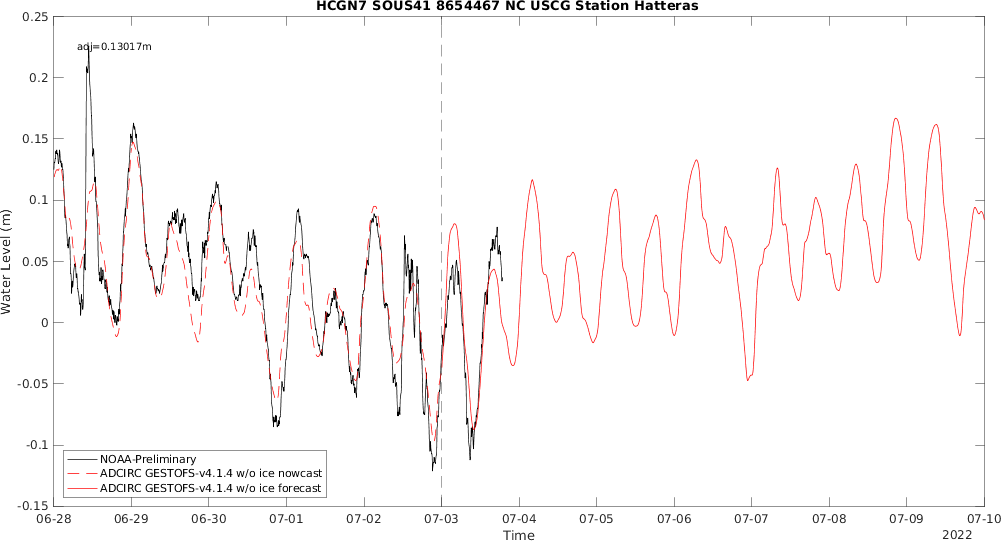 HCGN7 SOUS41 8654467 NC USCG Station Hatteras
adj=0.13017m
0.25
0.2
0.15
0.1
0.05
0
-0.05
-0.1
-0.15
Water Level (m)
NOAA-Preliminary
ADCIRC GESTOFS-v4.1.4 w/o ice nowcast
ADCIRC GESTOFS-v4.1.4 w/o ice forecast
06-28 06-29 06-30 07-01 07-02 07-03 07-04 07-05 07-06 07-07 07-08 07-09 07-10
Time
2022